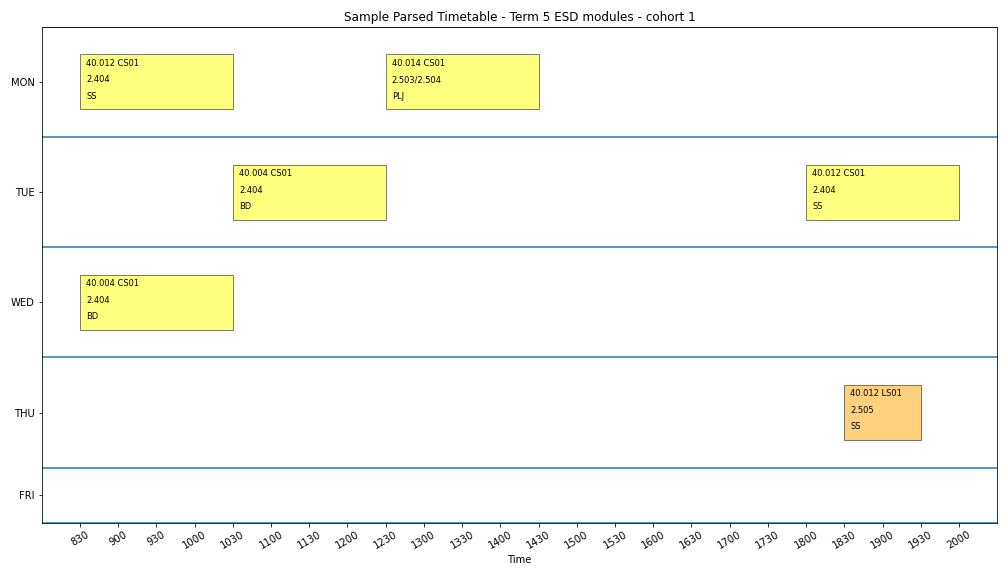 Sample Parsed Timetable - Term 5 ESD modules - cohort 1
MON
40.012 CS01
2.404
SS
40.014 CS01
2.503/2.504
PLJ
TUE
40.004 CS01
2.404
BD
40.012 CS01
2.404
SS
WED
40.004 CS01
2.404
BD
THU
40.012 LS01
2.505
SS
FRI
830 900 930 1000 1030 1100 1130 1200 1230 1300 1330 1400 1430 1500 1530 1600 1630 1700 1730 1800 1830 1900 1930 2000
Time